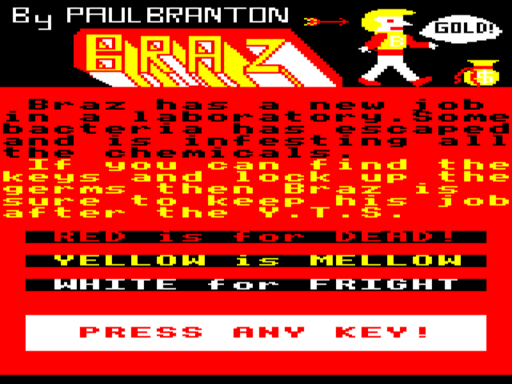 By PAUL BRANTON
GOLD!
BRAZ
B
$
Braz has a new job
in a laboratory.Some
bacteria has escaped
and is infesting all
the chemicals.
If you can find the
keys and lock up the
germs then Braz is
sure to keep his job
after the Y.T.S.
RED is for DEAD!
YELLOW is MELLOW
WHITE for FRIGHT
PRESS ANY KEY!